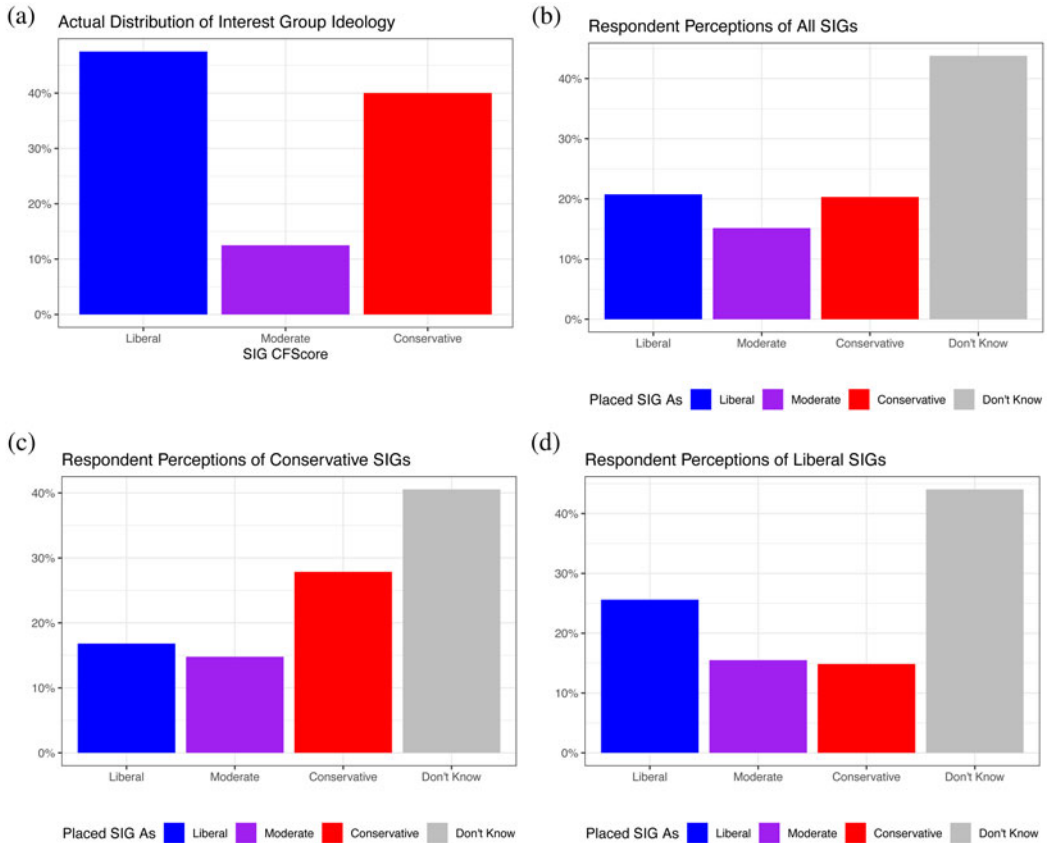 (a)
Actual Distribution of Interest Group Ideology
40%
30%
20%
10%
0%
Liberal Moderate Conservative
SIG CFScore
(b)
Respondent Perceptions of All SIGs
40%
30%
20%
10%
0%
Liberal Moderate Conservative Don't Know
Placed SIG As Liberal Moderate Conservative Don't Know
(c)
Respondent Perceptions of Conservative SIGs
40%
30%
20%
10%
0%
Liberal Moderate Conservative Don't Know
Placed SIG As Liberal Moderate Conservative Don't Know
(d)
Respondent Perceptions of Liberal SIGs
40%
30%
20%
10%
0%
Liberal Moderate Conservative Don't Know
Placed SIG As Liberal Moderate Conservative Don't Know